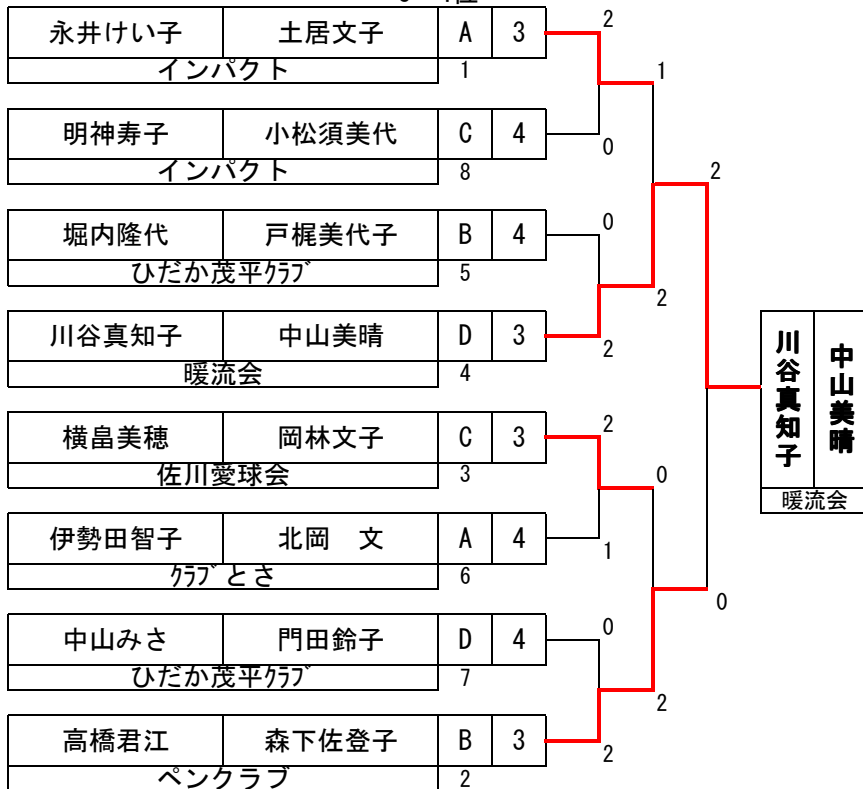 永井けい子 土居文子 A 3
インパクト 1
2
1
明神寿子 小松須美代 C 4
インパクト 8
0
2
堀内隆代 戸梶美代子 B 4
ひだか茂平ｸﾗﾌﾞ 5
0
2
川谷真知子 中山美晴 D 3
暖流会 4
2
川谷真知子 中山美晴
暖流会
横畠美穂 岡林文子 C 3
佐川愛球会 3
2
0
伊勢田智子 北岡　文 A 4
ｸﾗﾌﾞとさ 6
1
0
中山みさ 門田鈴子 D 4
ひだか茂平ｸﾗﾌﾞ 7
0
2
高橋君江 森下佐登子 B 3
ペンクラブ 2
2